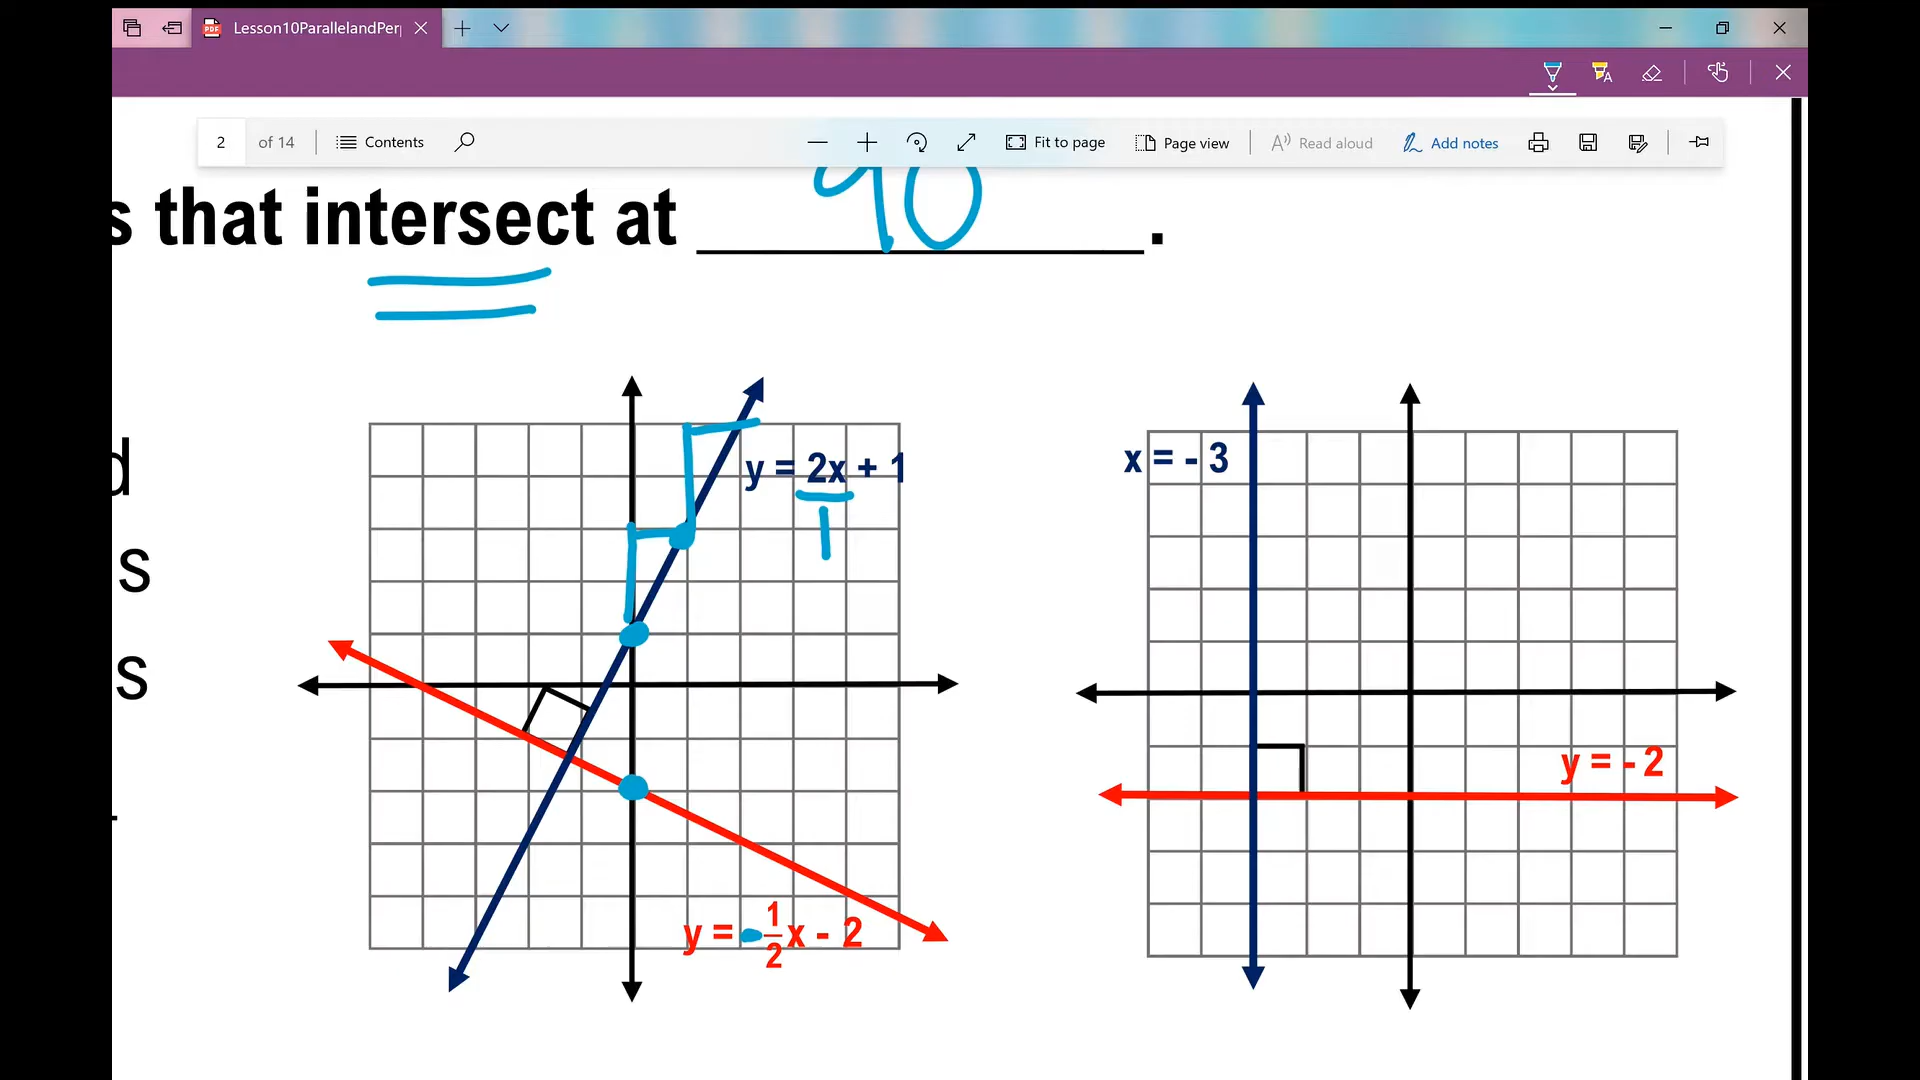 Lesson10ParallelandPer
PDF
2 of 14 Contents Fit to page Page view Read aloud Add notes
s that intersect at 90.
d
s
s
y = 2x + 1
1
y = - 1/2 x - 2
x = - 3
y = - 2